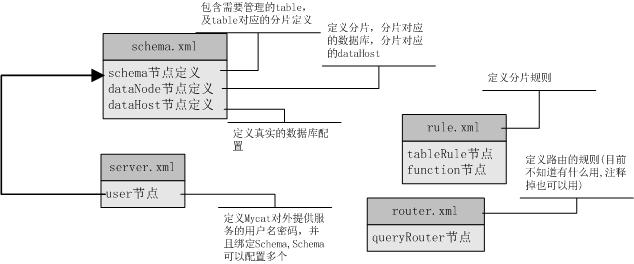 包含需要管理的table,
及table对应的分片定义
schema.xml
schema节点定义
dataNode节点定义
dataHost节点定义
定义分片，分片对应
的数据库，分片对应
的dataHost
定义真实的数据库配
置
server.xml
user节点
定义Mycat对外提供服
务的用户名密码，并
且绑定Schema,Schema
可以配置多个
定义分片规则
rule.xml
tableRule节点
function节点
定义路由的规则(目前
不知道有什么用,注释
掉也可以用)
router.xml
queryRouter节点